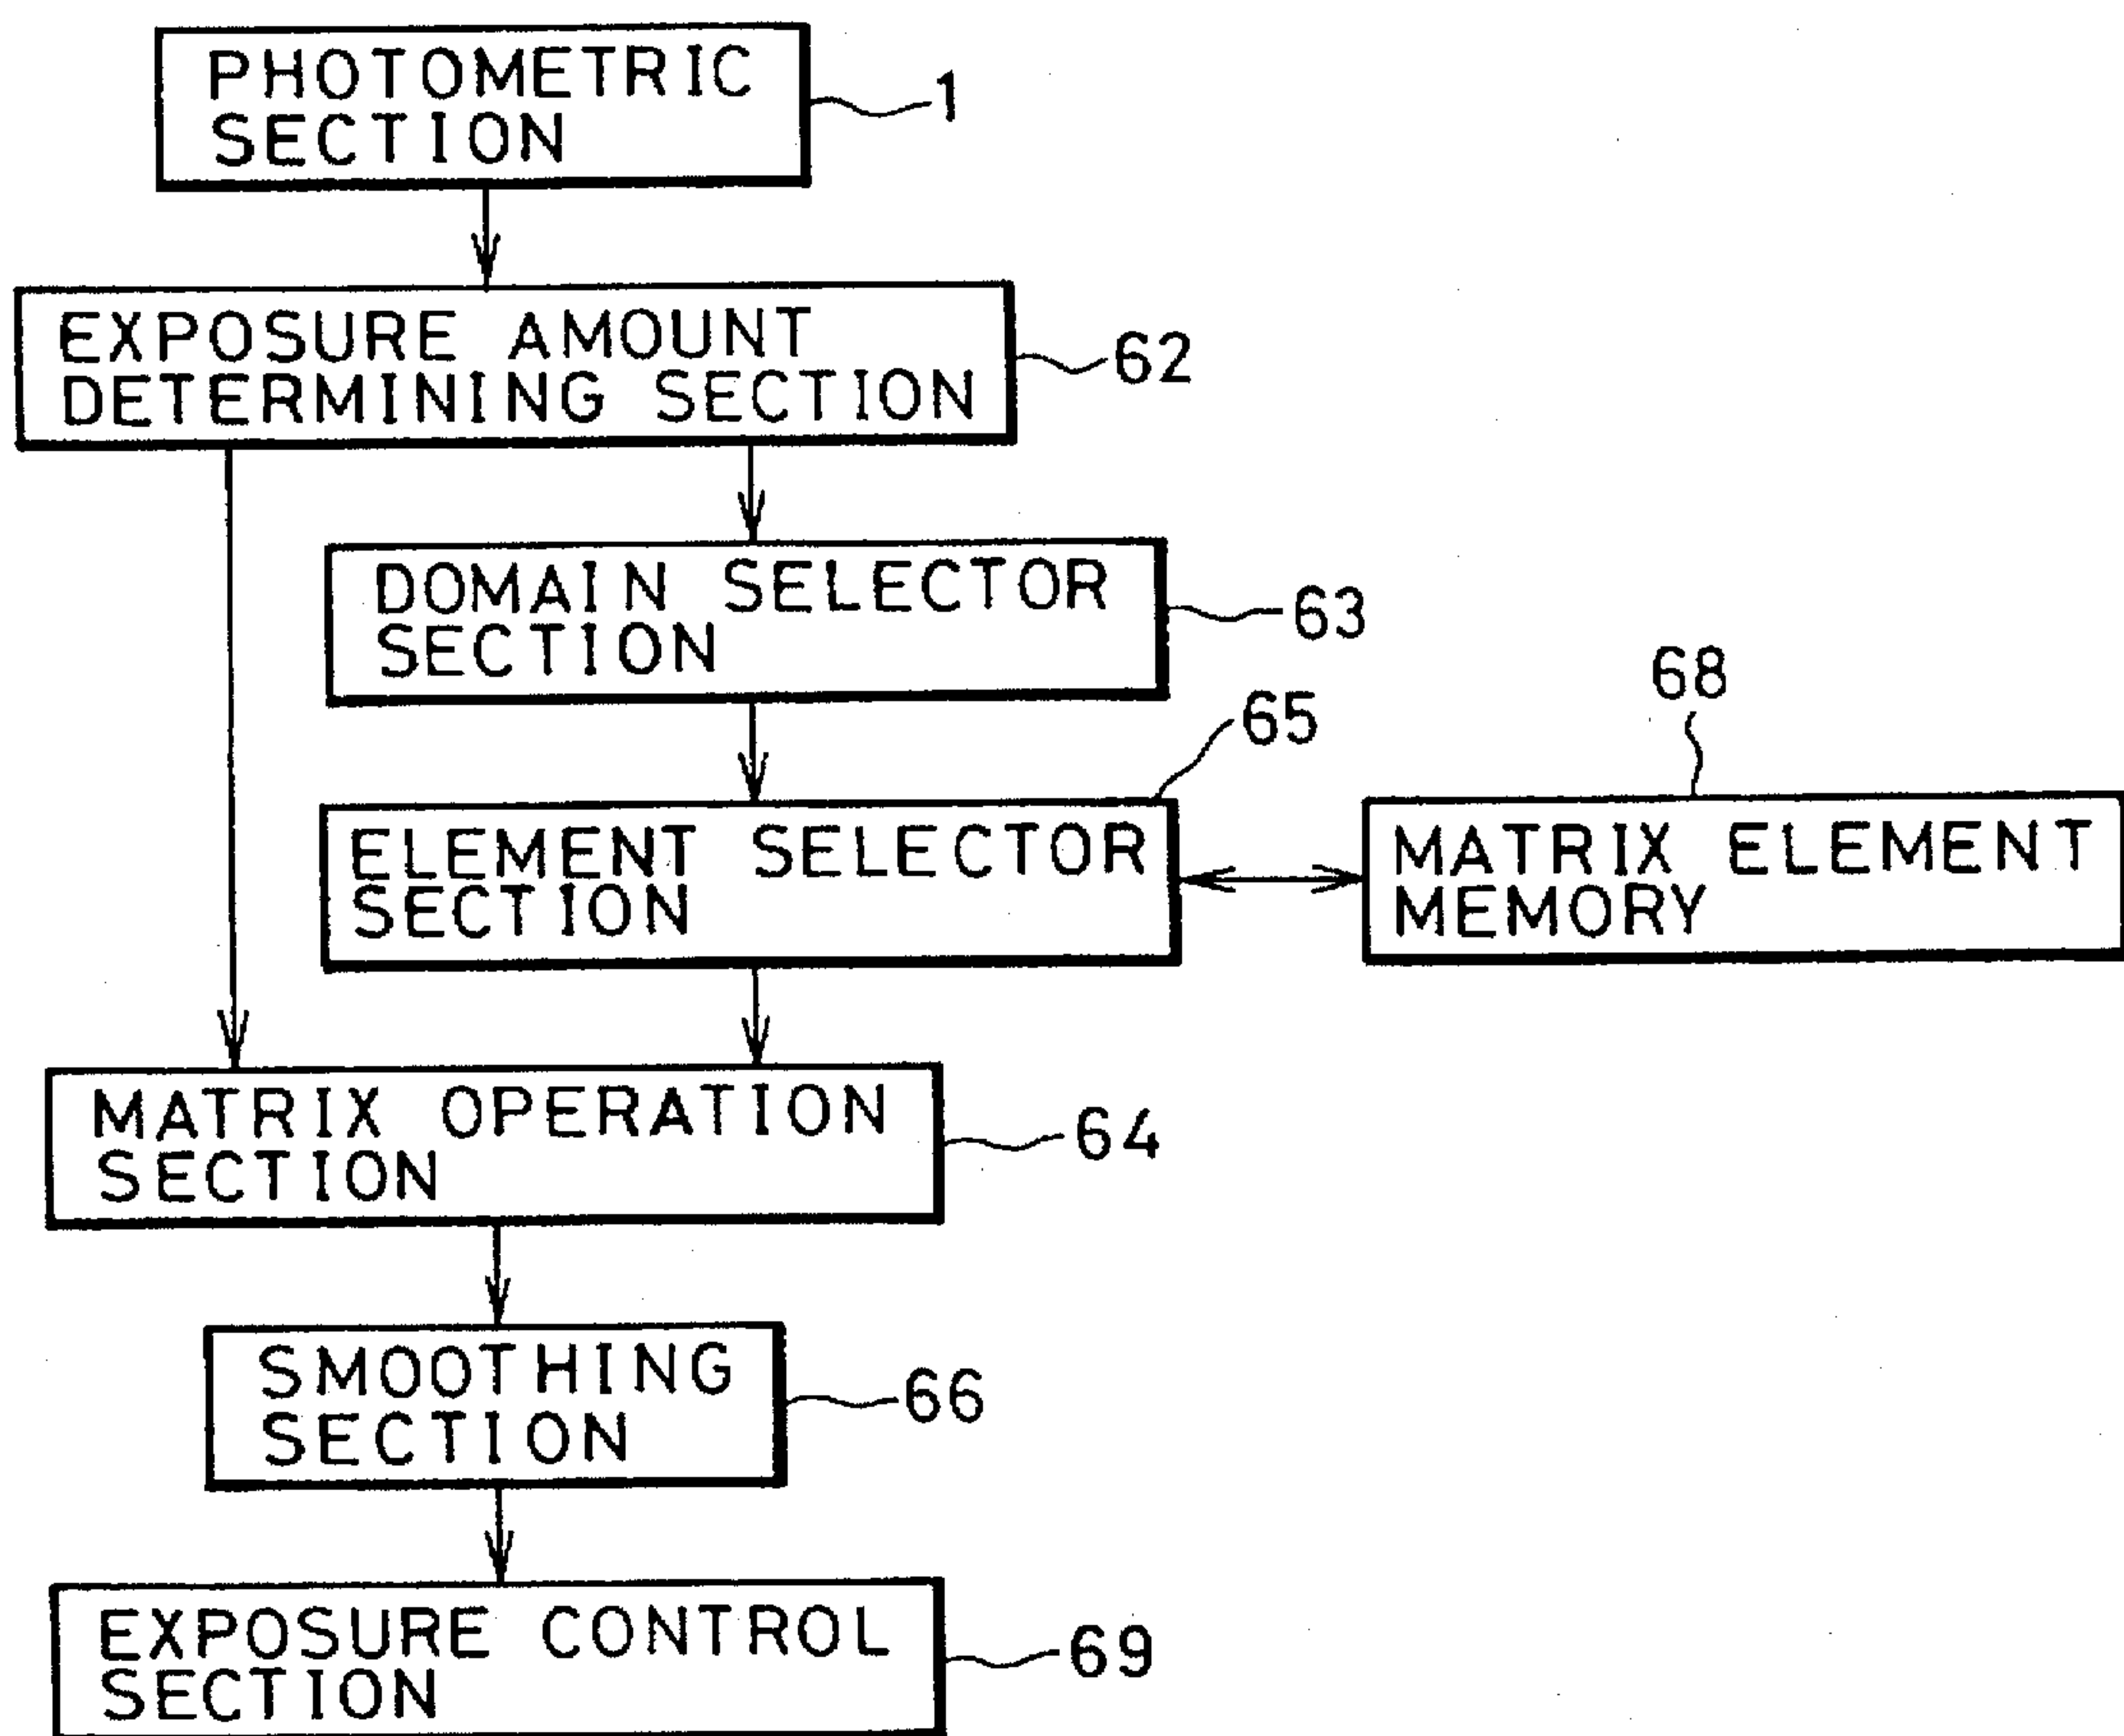 PHOTOMETRIC
SECTION
1
EXPOSURE AMOUNT
DETERMINING SECTION
62
DOMAIN SELECTOR
SECTION
63
65
68
ELEMENT SELECTOR
SECTION
MATRIX ELEMENT
MEMORY
MATRIX OPERATION
SECTION
64
SMOOTHING
SECTION
66
EXPOSURE CONTROL
SECTION
69